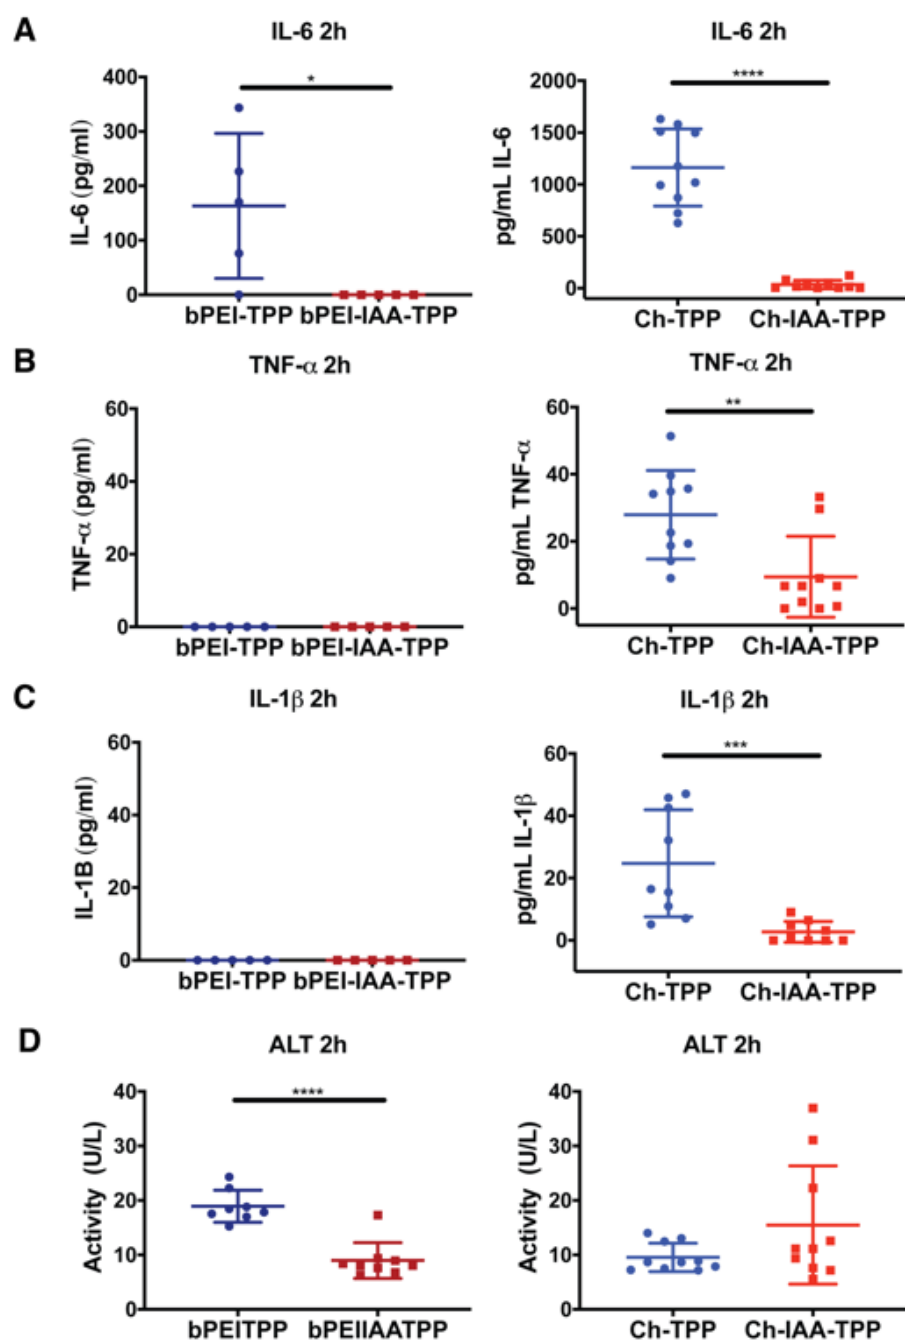 A
IL-6 2h
*
IL-6 (pg/ml)
400
300
200
100
0
bPEI-TPP bPEI-IAA-TPP
IL-6 2h
****
pg/mL IL-6
2000
1500
1000
500
0
Ch-TPP Ch-IAA-TPP
B
TNF-α 2h
TNF-α (pg/ml)
60
40
20
0
bPEI-TPP bPEI-IAA-TPP
TNF-α 2h
**
pg/mL TNF-α
60
40
20
0
Ch-TPP Ch-IAA-TPP
C
IL-1β 2h
IL-1B (pg/ml)
60
40
20
0
bPEI-TPP bPEI-IAA-TPP
IL-1β 2h
***
pg/mL IL-1β
60
40
20
0
Ch-TPP Ch-IAA-TPP
D
ALT 2h
****
Activity (U/L)
40
30
20
10
0
bPEITPP bPEIIAATPP
ALT 2h
Activity (U/L)
40
30
20
10
0
Ch-TPP Ch-IAA-TPP